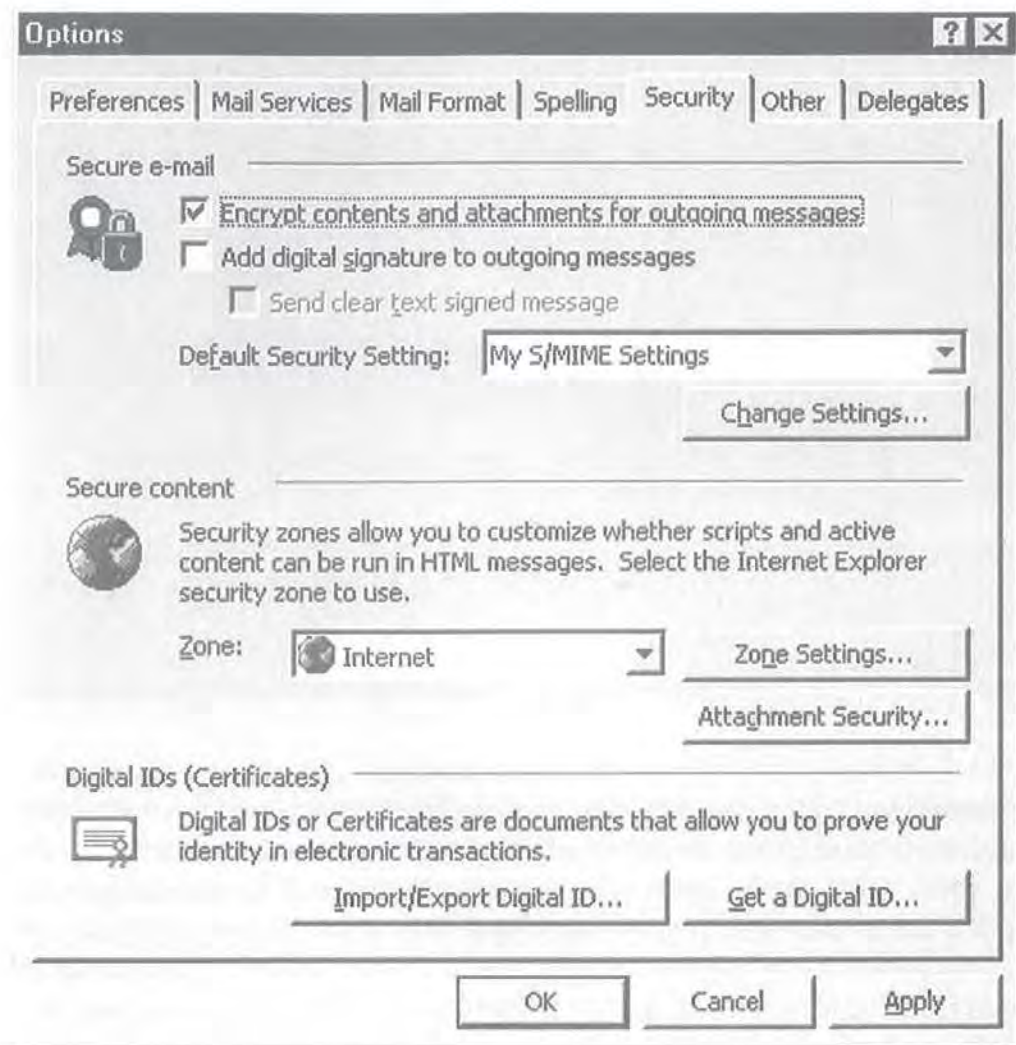 Options
Preferences Mail Services Mail Format Spelling Security Other Delegates
Secure e-mail
Encrypt contents and attachments for outgoing messages
Add digital signature to outgoing messages
Send clear text signed message
Default Security Setting: My S/MIME Settings
Change Settings...
Secure content
Security zones allow you to customize whether scripts and active
content can be run in HTML messages. Select the Internet Explorer
security zone to use.
Zone: Internet Zone Settings...
Attachment Security...
Digital IDs (Certificates)
Digital IDs or Certificates are documents that allow you to prove your
identity in electronic transactions.
Import/Export Digital ID... Get a Digital ID...
OK Cancel Apply